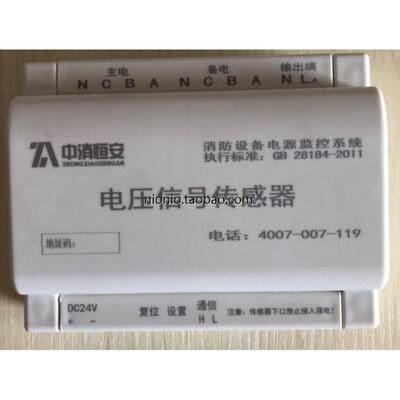 主电 备电 输出端
N C B A N C B A N LA
中消恒安
ZHONGXIAOHENGAN
消防设备电源监控系统
执行标准：GB 28184-2011
电压信号传感器
nionio.taobao.com
地址码：
电话：4007-007-119
DC24V 复位 设置 通信
+ - H L
注意：传感器下口禁止接入强电！